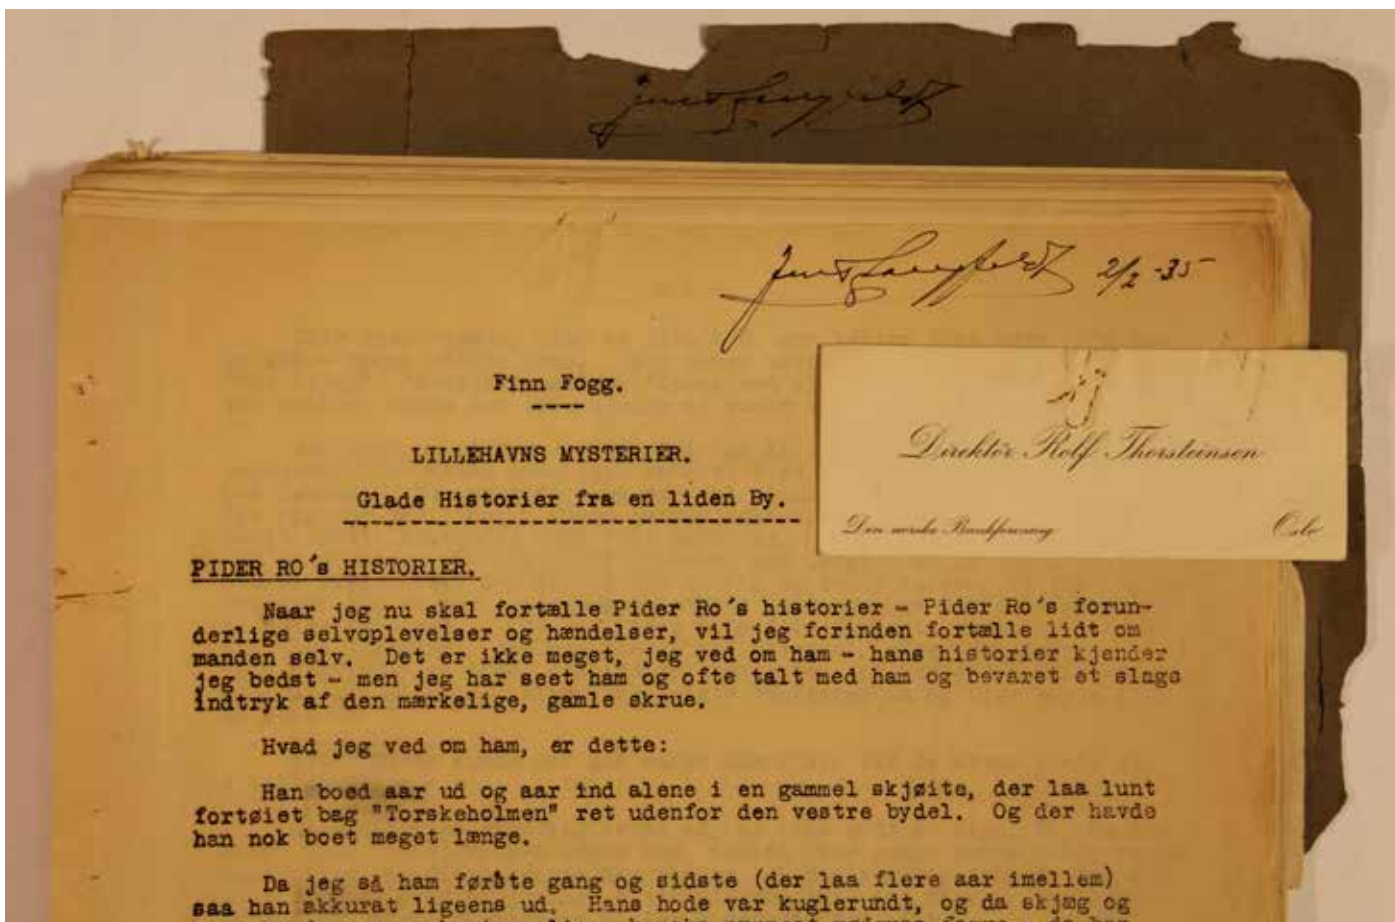 2/2-35
Finn Fogg.
LILLEHAVNS MYSTERIER.
Glade Historier fra en liden By.
Direktör Rolf Thorsteinson
Den norske Bankforening
Oslo
PIDER RO's HISTORIER.
Naar jeg nu skal fortælle Pider Ro's historier - Pider Ro's forun-
derlige selvoplevelser og hændelser, vil jeg forinden fortælle lidt om
manden selv. Det er ikke meget, jeg ved om ham - hans historier kjender
jeg bedst - men jeg har seet ham og ofte talt med ham og bevaret et slags
indtryk af den mærkelige, gamle skrue.
Hvad jeg ved om ham, er dette:
Han boed aar ud og aar ind alene i en gammel skjøite, der laa lunt
fortøiet bag "Torskeholmen" ret udenfor den vestre bydel. Og der havde
han nok boet meget længe.
Da jeg så ham første gang og sidste (der laa flere aar imellem)
saa han akkurat ligeens ud. Hans hode var kuglerundt, og da skjæg og